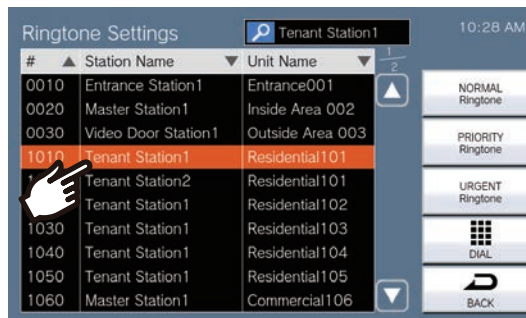 Ringtone Settings
Tenant Station1
10:28 AM
# Station Name Unit Name
1
2
0010 Entrance Station1 Entrance001
0020 Master Station1 Inside Area 002
0030 Video Door Station1 Outside Area 003
1010 Tenant Station1 Residential101
Tenant Station2 Residential101
Tenant Station1 Residential102
1030 Tenant Station1 Residential103
1040 Tenant Station1 Residential104
1050 Tenant Station1 Residential105
1060 Master Station1 Commercial106
NORMAL
Ringtone
PRIORITY
Ringtone
URGENT
Ringtone
DIAL
BACK